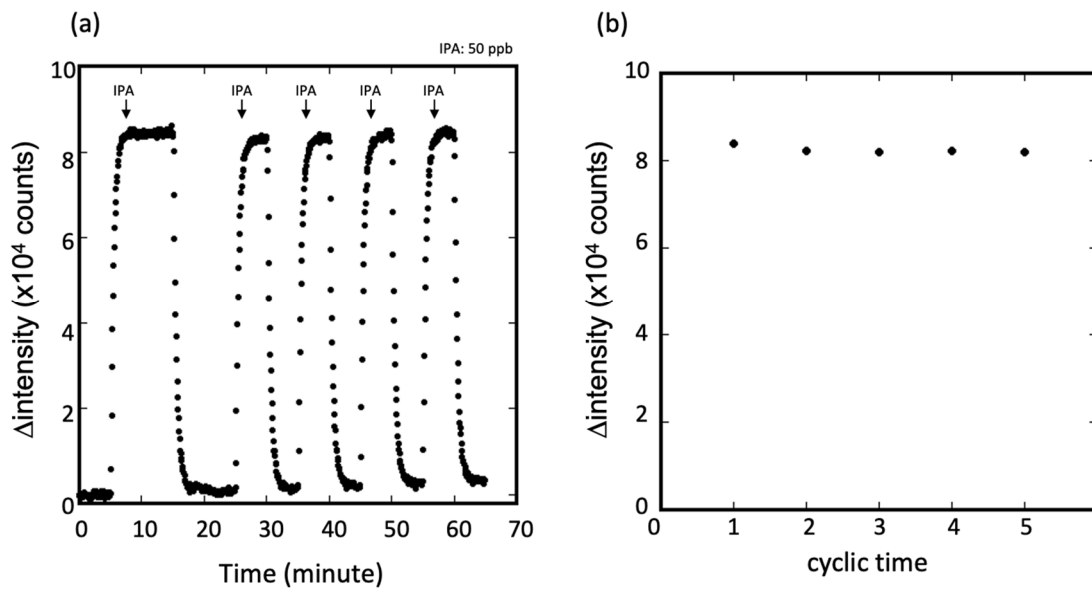 (a)
IPA: 50 ppb
IPA IPA IPA IPA IPA
10
8
6
4
2
0
Δintensity (x10⁴ counts)
0 10 20 30 40 50 60 70
Time (minute)
(b)
10
8
6
4
2
0
Δintensity (x10⁴ counts)
0 1 2 3 4 5
cyclic time